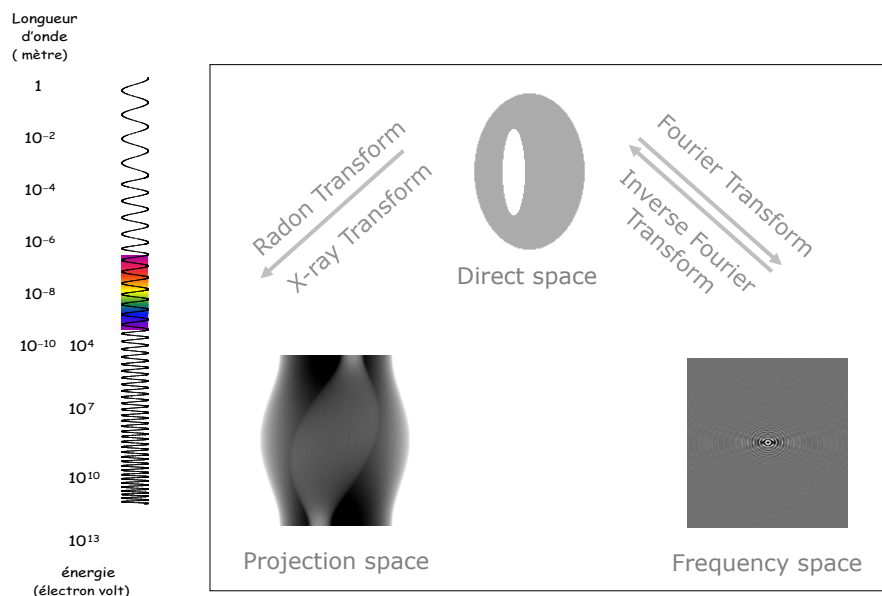 Longueur
d'onde
( mètre)
1
10⁻²
10⁻⁴
10⁻⁶
10⁻⁸
10⁻¹⁰ 10⁴
10⁷
10¹⁰
10¹³
énergie
(électron volt)
Radon Transform
X-ray Transform
Direct space
Fourier Transform
Inverse Fourier
Transform
Projection space
Frequency space